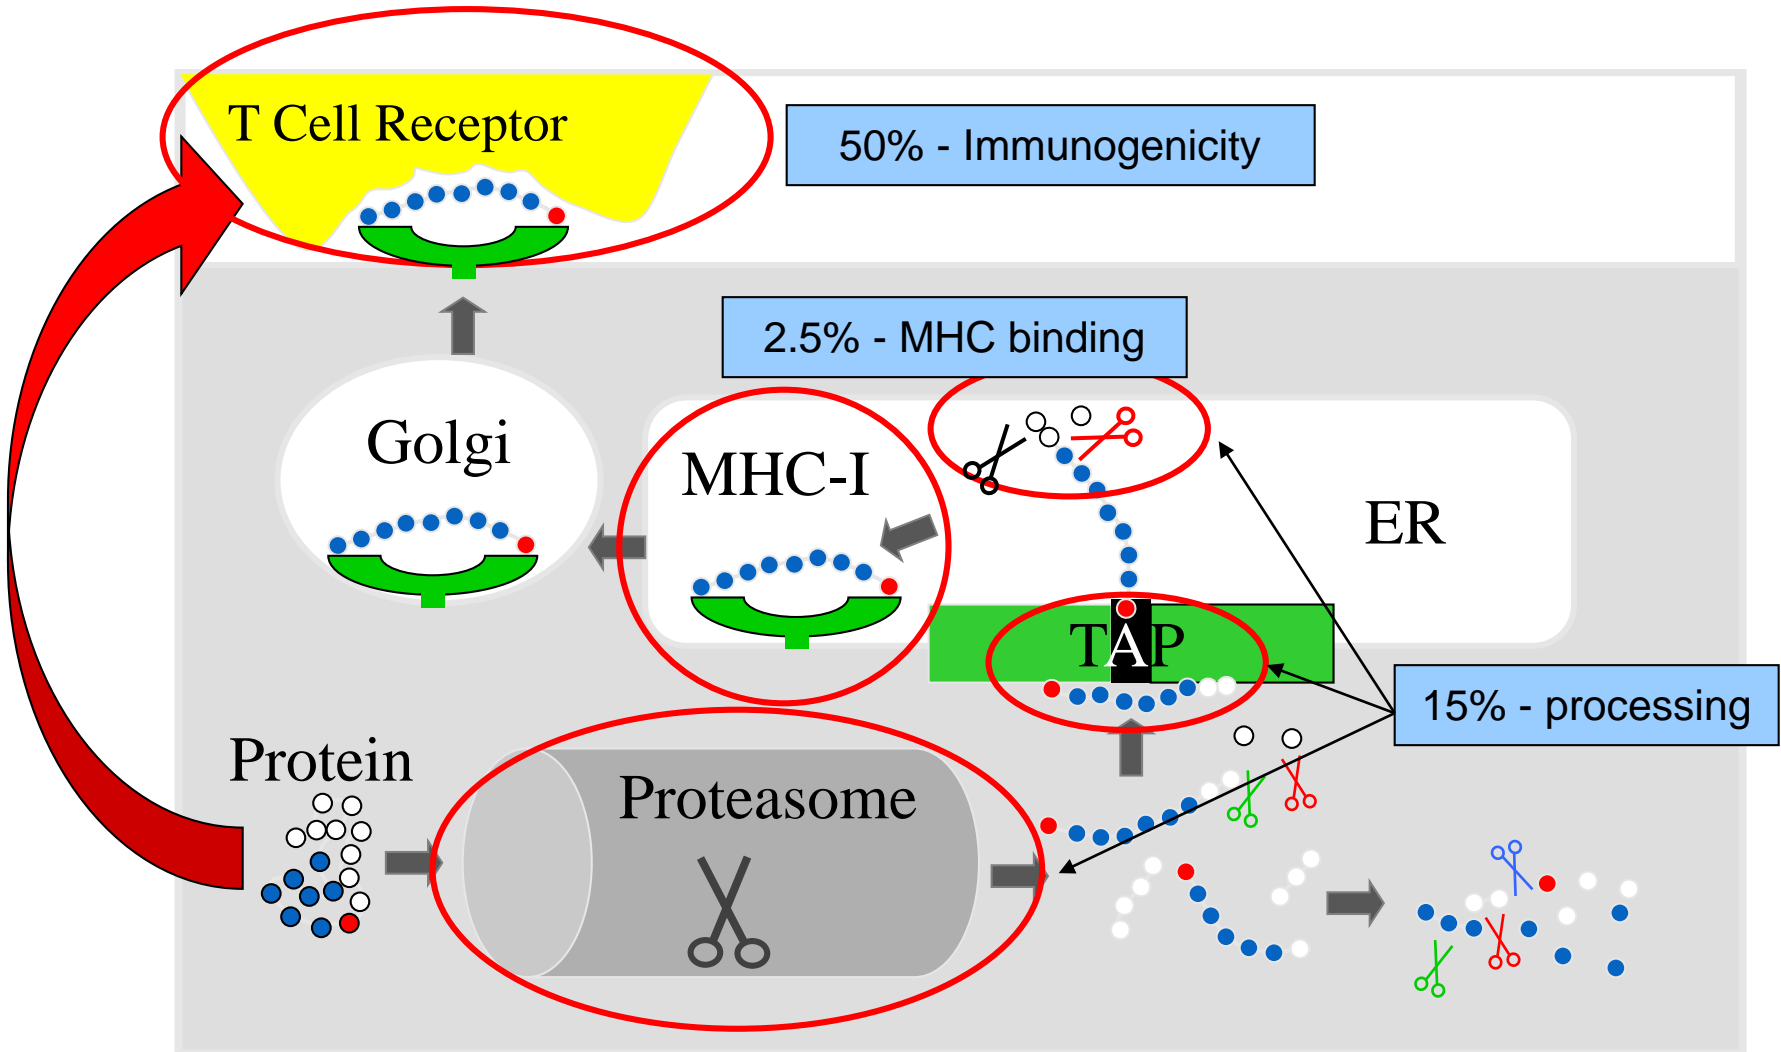 T Cell Receptor
50% - Immunogenicity
2.5% - MHC binding
Golgi
MHC-I
ER
TAP
15% - processing
Protein
Proteasome